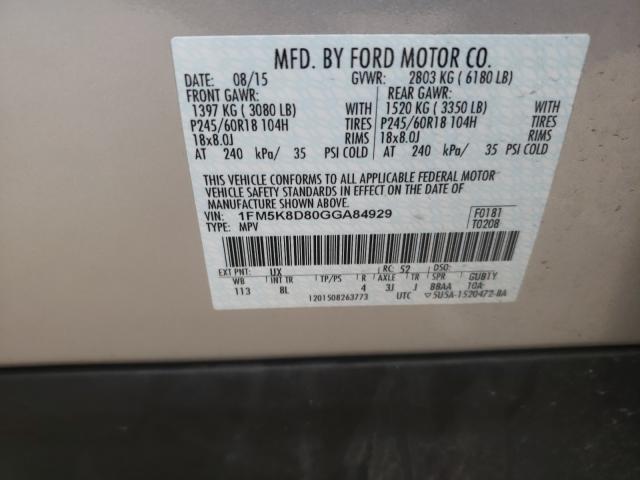 MFD. BY FORD MOTOR CO.
DATE: 08/15 GVWR: 2803 KG ( 6180 LB)
FRONT GAWR: REAR GAWR:
1397 KG ( 3080 LB) WITH 1520 KG ( 3350 LB) WITH
P245/60R18 104H TIRES P245/60R18 104H TIRES
18x8.0J RIMS 18x8.0J RIMS
AT 240 kPa/ 35 PSI COLD AT 240 kPa/ 35 PSI COLD
THIS VEHICLE CONFORMS TO ALL APPLICABLE FEDERAL MOTOR
VEHICLE SAFETY STANDARDS IN EFFECT ON THE DATE OF
MANUFACTURE SHOWN ABOVE.
VIN: 1FM5K8D80GGA84929 F0181
TYPE: MPV T0208
EXT PNT: UX RC: 52 DSO:
WB INT TR TP/PS R AXLE TR SPR GUB1Y
113 8L 4 3J J BBAA 10A
1201508263773 UTC ▽5U5A-1520472-BA